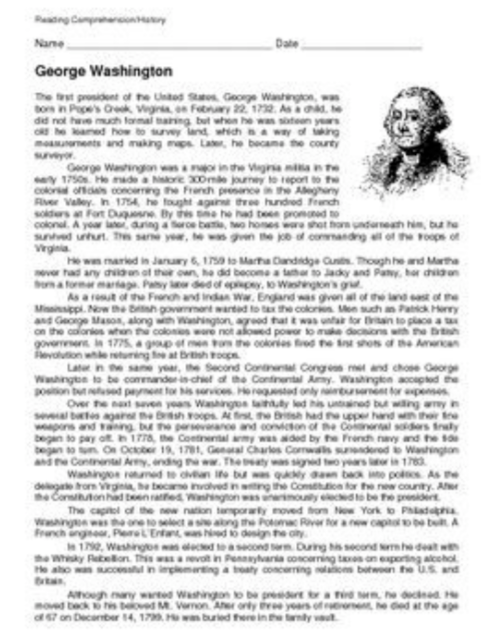 Reading Comprehension/History
Name Date
George Washington
The first president of the United States, George Washington, was
born in Pope's Creek, Virginia, on February 22, 1732. As a child, he
did not have much formal training, but when he was sixteen years
old he learned how to survey land, which is a way of taking
measurements and making maps. Later, he became the county
surveyor.
George Washington was a major in the Virginia militia in the
early 1750s. He made a historic 300-mile journey to report to the
colonial officials concerning the French presence in the Allegheny
River Valley. In 1754, he fought against three hundred French
soldiers at Fort Duquesne. By this time he had been promoted to
colonel. A year later, during a fierce battle, two horses were shot from underneath him, but he
survived unhurt. This same year, he was given the job of commanding all of the troops of
Virginia.
He was married in January 6, 1759 to Martha Dandridge Custis. Though he and Martha
never had any children of their own, he did become a father to Jacky and Patsy, her children
from a former marriage. Patsy later died of epilepsy, to Washington's grief.
As a result of the French and Indian War, England was given all of the land east of the
Mississippi. Now the British government wanted to tax the colonies. Men such as Patrick Henry
and George Mason, along with Washington, agreed that it was unfair for Britain to place a tax
on the colonies when the colonies were not allowed power to make decisions with the British
government. In 1775, a group of men from the colonies fired the first shots of the American
Revolution while returning fire at British troops.
Later in the same year, the Second Continental Congress met and chose George
Washington to be commander-in-chief of the Continental Army. Washington accepted the
position but refused payment for his services. He requested only reimbursement for expenses.
Over the next seven years Washington faithfully led his untrained but willing army in
several battles against the British troops. At first, the British had the upper hand with their fine
weapons and training, but the perseverance and conviction of the Continental soldiers finally
began to pay off. In 1778, the Continental army was aided by the French navy and the tide
began to turn. On October 19, 1781, General Charles Cornwallis surrendered to Washington
and the Continental Army, ending the war. The treaty was signed two years later in 1783.
Washington returned to civilian life but was quickly drawn back into politics. As the
delegate from Virginia, he became involved in writing the Constitution for the new country. After
the Constitution had been ratified, Washington was unanimously elected to be the president.
The capitol of the new nation temporarily moved from New York to Philadelphia.
Washington was the one to select a site along the Potomac River for a new capitol to be built. A
French engineer, Pierre L'Enfant, was hired to design the city.
In 1792, Washington was elected to a second term. During his second term he dealt with
the Whisky Rebellion. This was a revolt in Pennsylvania concerning taxes on exporting alcohol.
He also was successful in implementing a treaty concerning relations between the U.S. and
Britain.
Although many wanted Washington to be president for a third term, he declined. He
moved back to his beloved Mt. Vernon. After only three years of retirement, he died at the age
of 67 on December 14, 1799. He was buried there in the family vault.